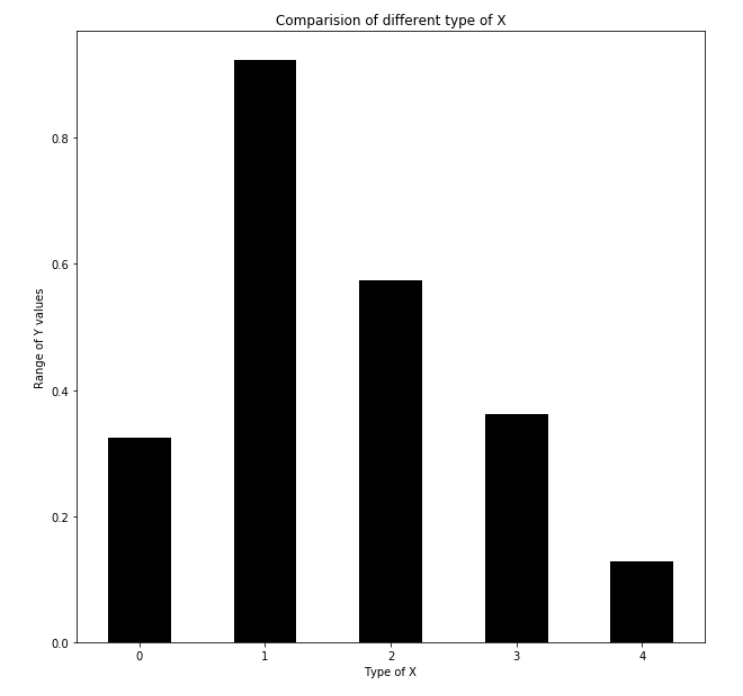 Comparision of different type of X
Range of Y values
0.8
0.6
0.4
0.2
0.0
0 1 2 3 4
Type of X